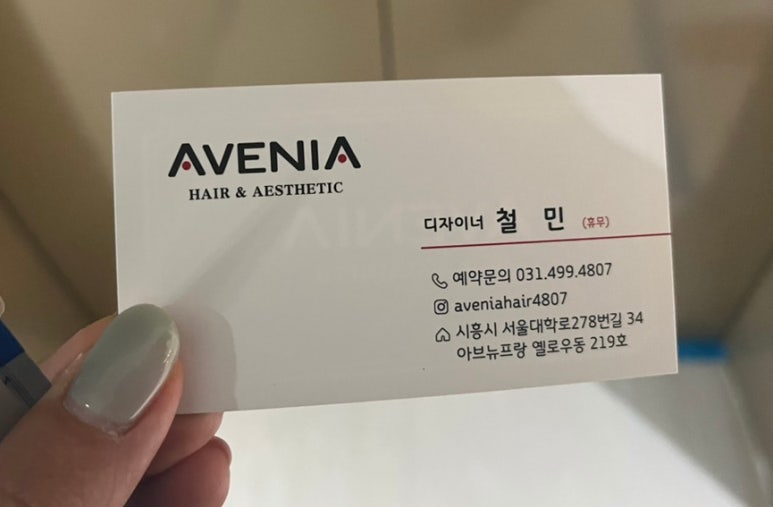 AVENIA
HAIR & AESTHETIC
디자이너 철 민 (휴무)
예약문의 031.499.4807
aveniahair4807
시흥시 서울대학로278번길 34
아브뉴프랑 옐로우동 219호